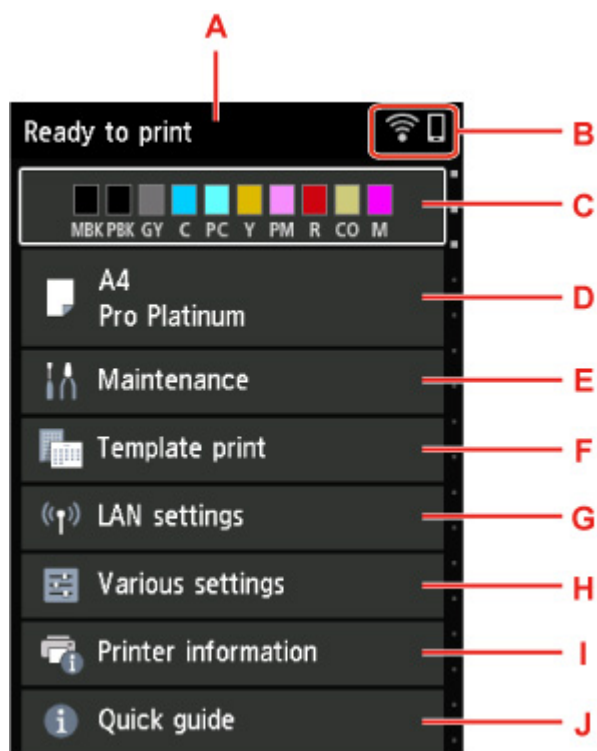 A
Ready to print
B
MBK PBK GY C PC Y PM R CO M
C
A4
Pro Platinum
D
Maintenance
E
Template print
F
LAN settings
G
Various settings
H
Printer information
I
Quick guide
J